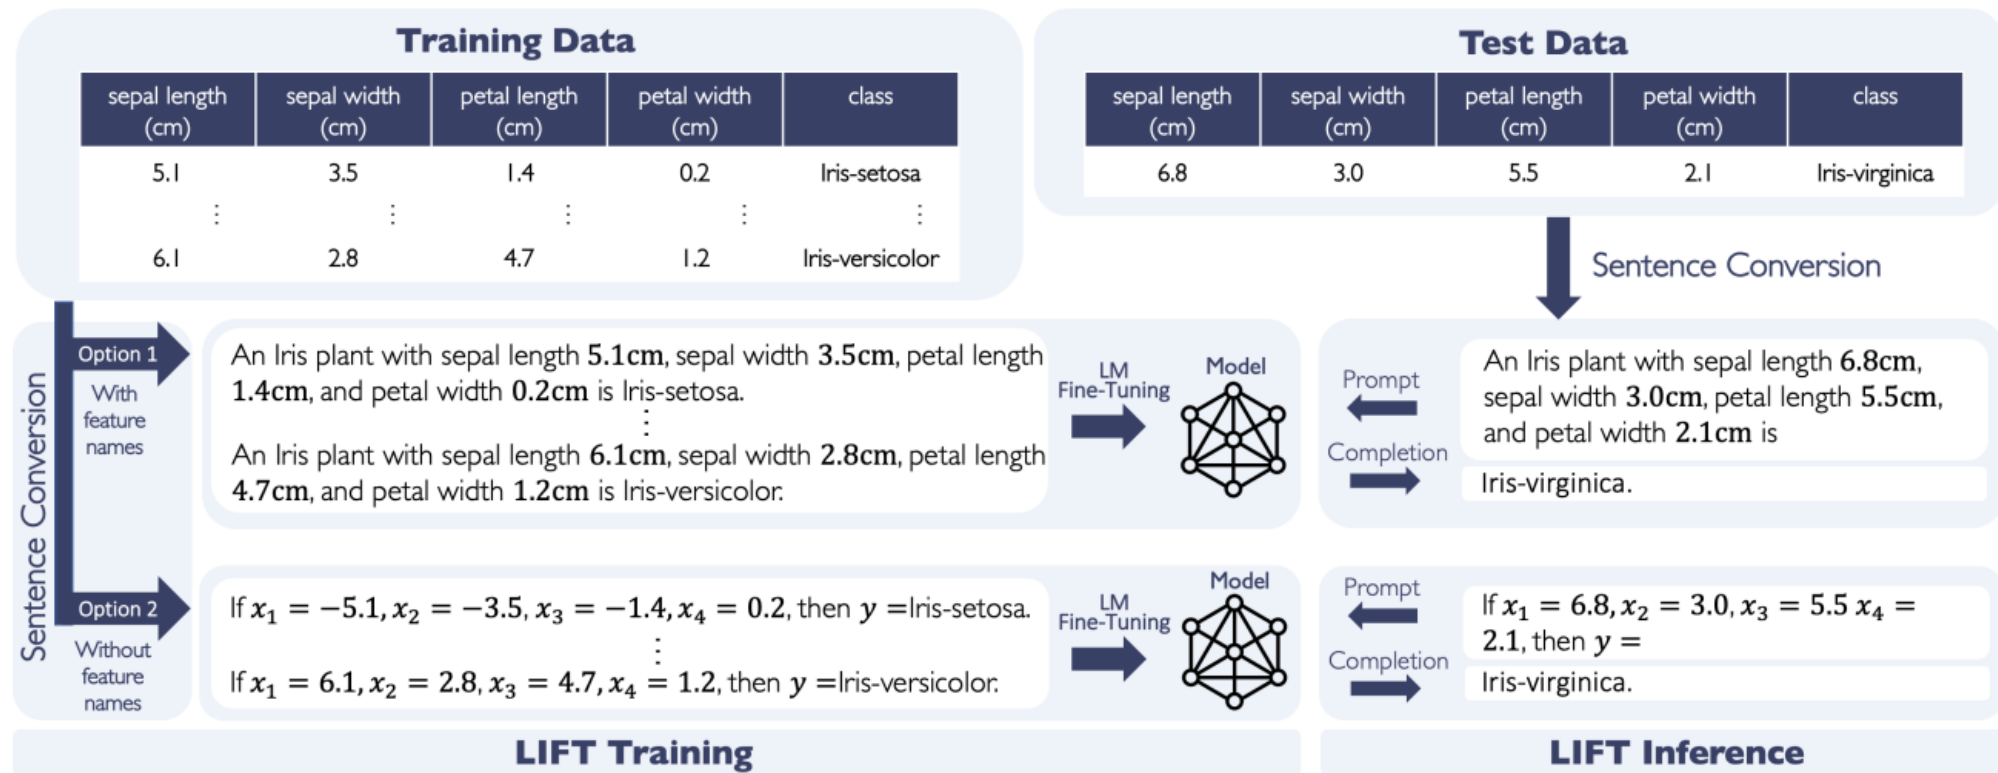 Training Data
sepal length (cm) sepal width (cm) petal length (cm) petal width (cm) class
5.1 3.5 1.4 0.2 Iris-setosa
⋮ ⋮ ⋮ ⋮ ⋮
6.1 2.8 4.7 1.2 Iris-versicolor
Test Data
sepal length (cm) sepal width (cm) petal length (cm) petal width (cm) class
6.8 3.0 5.5 2.1 Iris-virginica
Sentence Conversion
Sentence Conversion
Option 1
With
feature
names
An Iris plant with sepal length 5.1cm, sepal width 3.5cm, petal length
1.4cm, and petal width 0.2cm is Iris-setosa.
⋮
An Iris plant with sepal length 6.1cm, sepal width 2.8cm, petal length
4.7cm, and petal width 1.2cm is Iris-versicolor.
LM
Fine-Tuning
Model
Prompt
Completion
An Iris plant with sepal length 6.8cm,
sepal width 3.0cm, petal length 5.5cm,
and petal width 2.1cm is
Iris-virginica.
Option 2
Without
feature
names
If x₁ = −5.1, x₂ = −3.5, x₃ = −1.4, x₄ = 0.2, then y =Iris-setosa.
⋮
If x₁ = 6.1, x₂ = 2.8, x₃ = 4.7, x₄ = 1.2, then y =Iris-versicolor.
LM
Fine-Tuning
Model
Prompt
Completion
If x₁ = 6.8, x₂ = 3.0, x₃ = 5.5 x₄ =
2.1, then y =
Iris-virginica.
LIFT Training
LIFT Inference